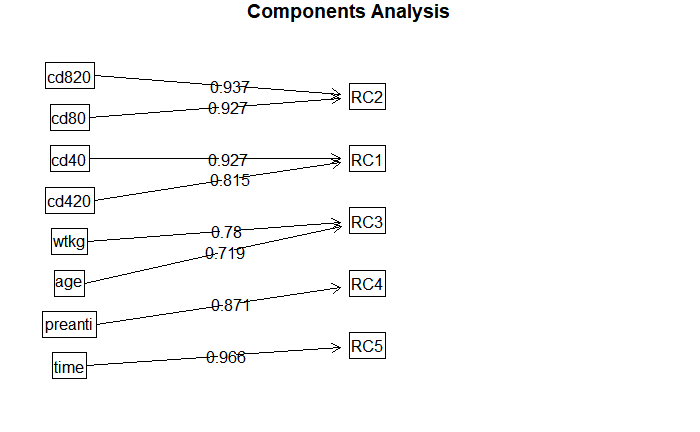 Components Analysis
cd820
0.937
RC2
cd80
0.927
cd40
0.927
RC1
cd420
0.815
wtkg
0.78
RC3
age
0.719
preanti
0.871
RC4
time
0.966
RC5